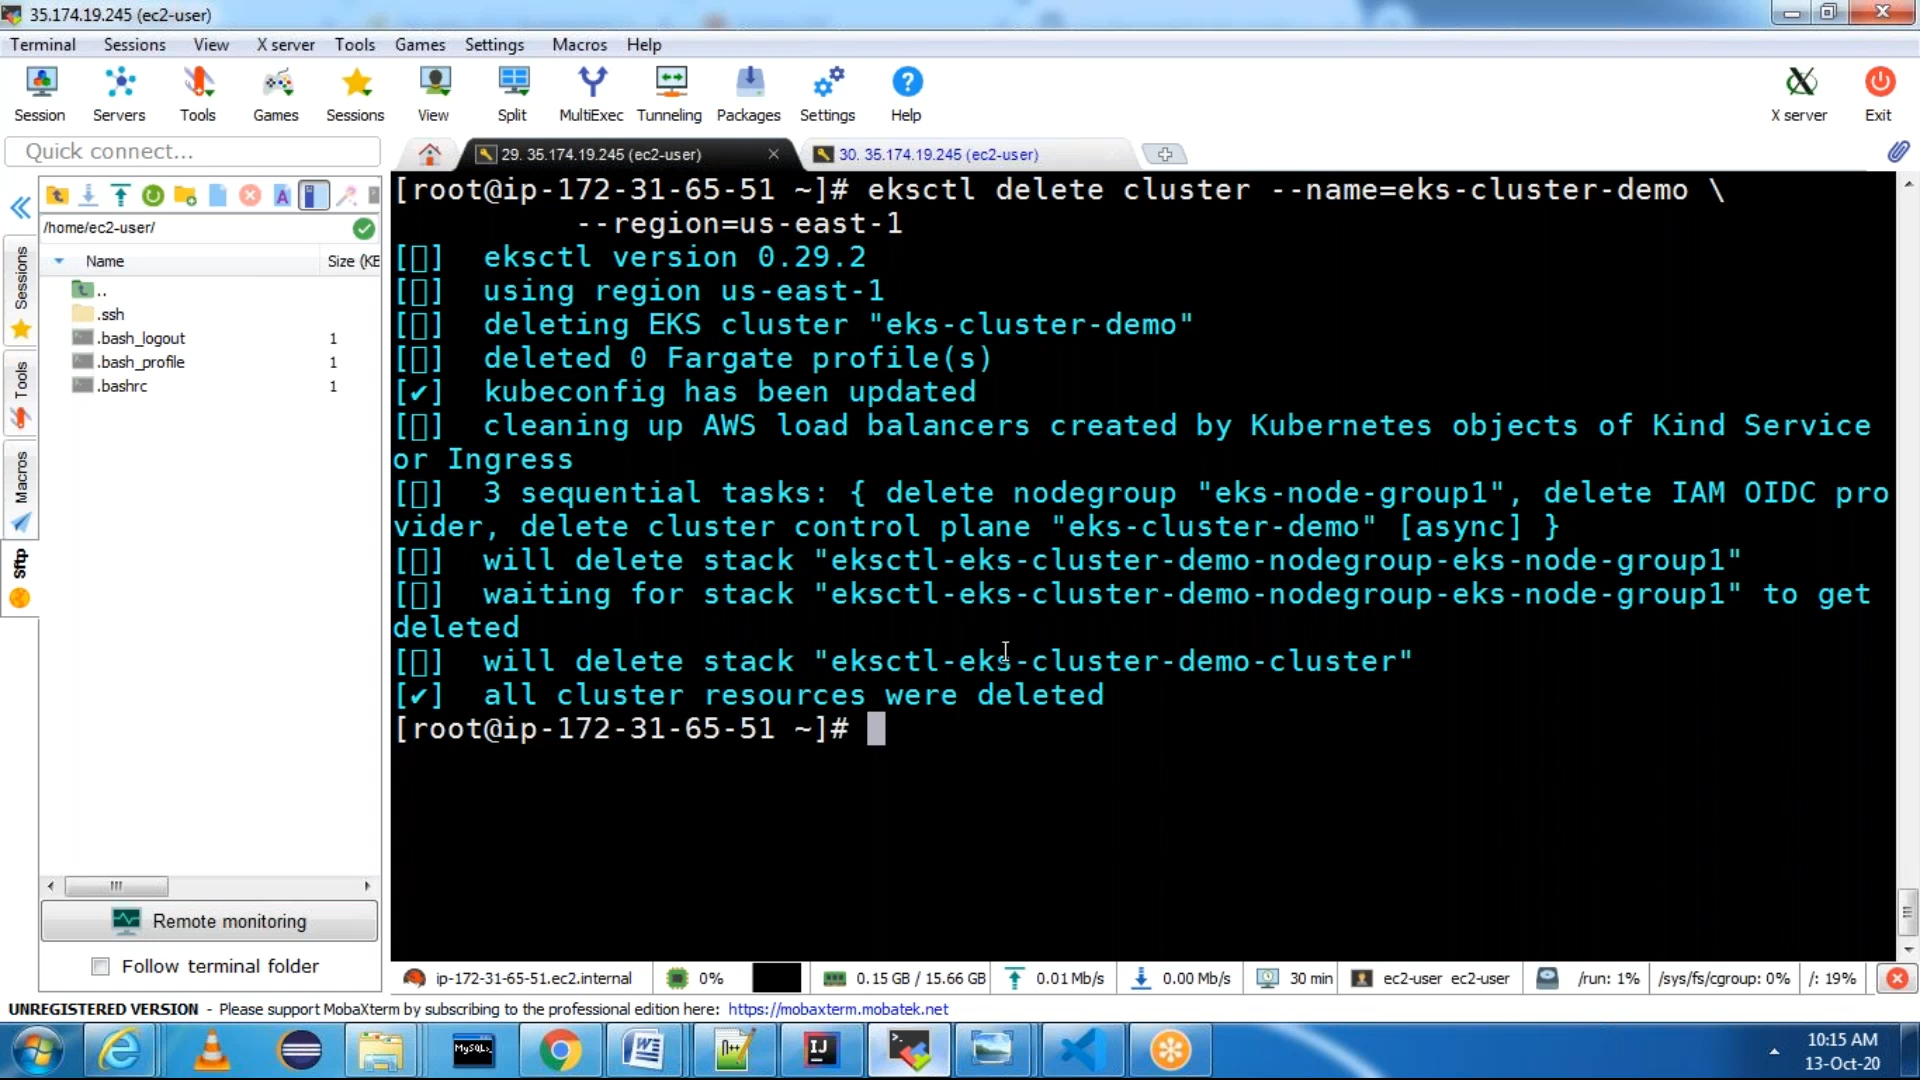 35.174.19.245 (ec2-user)
Terminal Sessions View X server Tools Games Settings Macros Help
Session Servers Tools Games Sessions View Split MultiExec Tunneling Packages Settings Help X server Exit
Quick connect...
29. 35.174.19.245 (ec2-user)
30. 35.174.19.245 (ec2-user)
/home/ec2-user/
Name Size (KE
..
.ssh
.bash_logout 1
.bash_profile 1
.bashrc 1
Sessions
Tools
Macros
Sftp
Remote monitoring
Follow terminal folder
[root@ip-172-31-65-51 ~]# eksctl delete cluster --name=eks-cluster-demo \
--region=us-east-1
[▯] eksctl version 0.29.2
[▯] using region us-east-1
[▯] deleting EKS cluster "eks-cluster-demo"
[▯] deleted 0 Fargate profile(s)
[✔] kubeconfig has been updated
[▯] cleaning up AWS load balancers created by Kubernetes objects of Kind Service
or Ingress
[▯] 3 sequential tasks: { delete nodegroup "eks-node-group1", delete IAM OIDC pro
vider, delete cluster control plane "eks-cluster-demo" [async] }
[▯] will delete stack "eksctl-eks-cluster-demo-nodegroup-eks-node-group1"
[▯] waiting for stack "eksctl-eks-cluster-demo-nodegroup-eks-node-group1" to get
deleted
[▯] will delete stack "eksctl-eks-cluster-demo-cluster"
[✔] all cluster resources were deleted
[root@ip-172-31-65-51 ~]#
ip-172-31-65-51.ec2.internal 0% 0.15 GB / 15.66 GB 0.01 Mb/s 0.00 Mb/s 30 min ec2-user ec2-user /run: 1% /sys/fs/cgroup: 0% /: 19%
UNREGISTERED VERSION - Please support MobaXterm by subscribing to the professional edition here: https://mobaxterm.mobatek.net
MySQL
IJ
10:15 AM
13-Oct-20